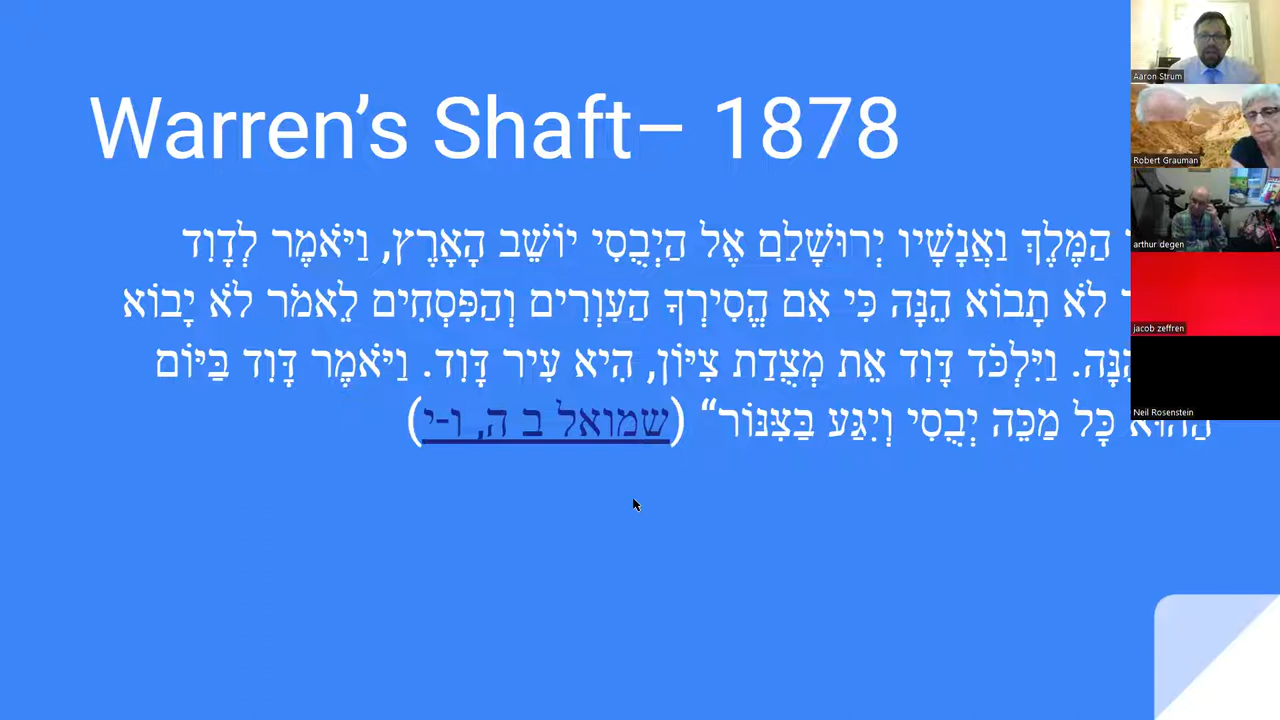 Warren’s Shaft– 1878
הַמֶּלֶךְ וַאֲנָשָׁיו יְרוּשָׁלַ‍ִם אֶל הַיְבֻסִי יוֹשֵׁב הָאָרֶץ, וַיֹּאמֶר לְדָוִד
לֹא תָבוֹא הֵנָּה כִּי אִם הֱסִירְךָ הַעִוְרִים וְהַפִּסְחִים לֵאמֹר לֹא יָבוֹא
הֵנָּה. וַיִּלְכֹּד דָּוִד אֵת מְצֻדַת צִיּוֹן, הִיא עִיר דָּוִד. וַיֹּאמֶר דָּוִד בַּיּוֹם
הַהוּא כָּל מַכֵּה יְבֻסִי וְיִגַּע בַּצִּנּוֹר“ (שמואל ב ה, ו-י)
Aaron Strum
Robert Grauman
arthur degen
jacob zeffren
Neil Rosenstein